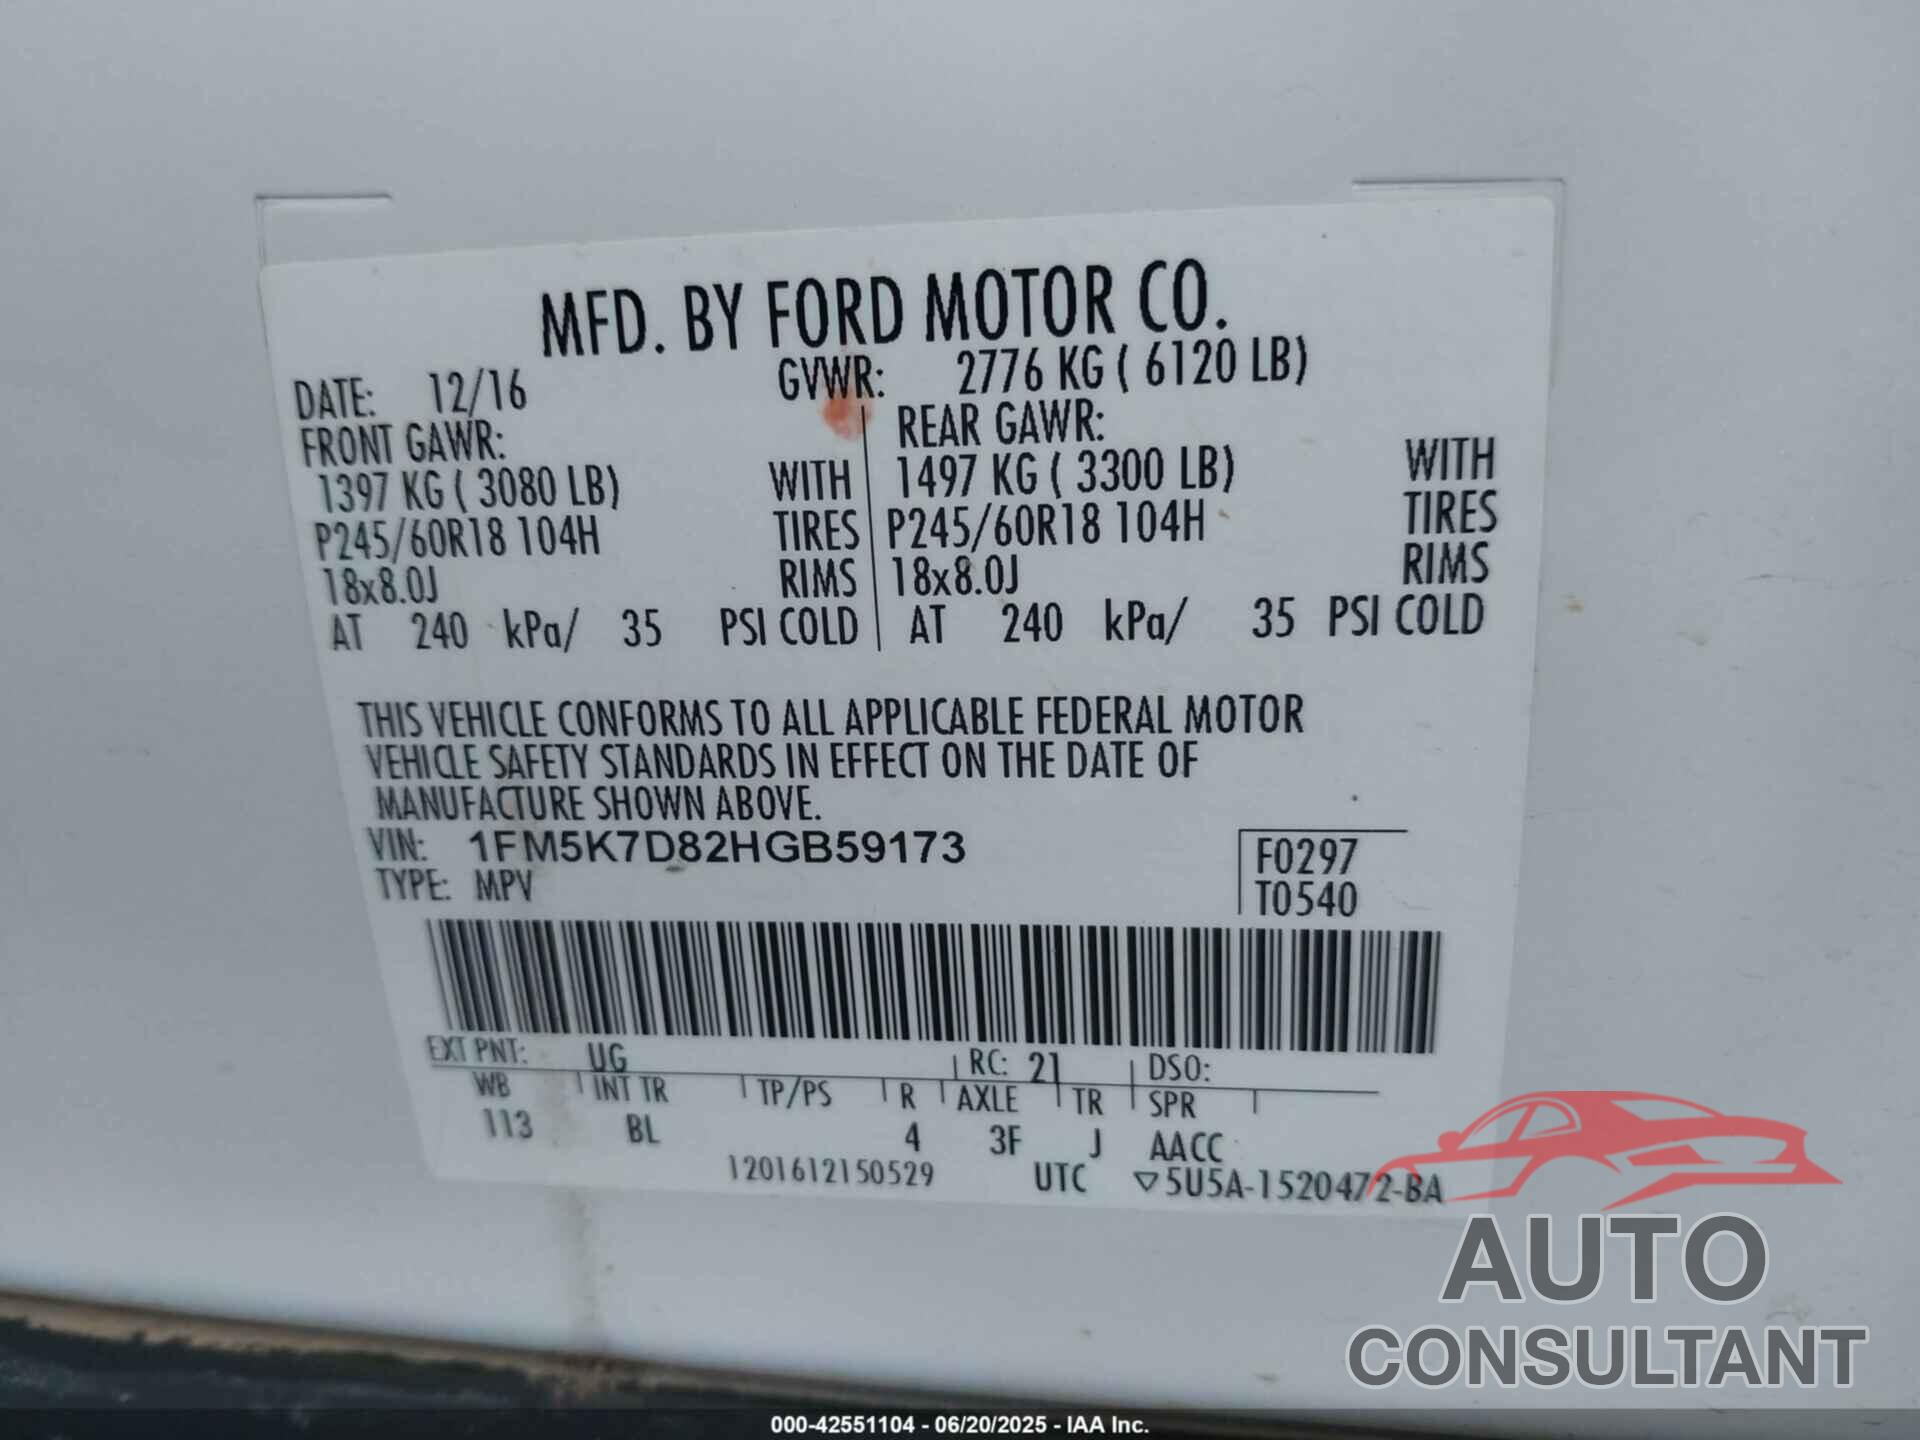 MFD. BY FORD MOTOR CO.
DATE: 12/16 GVWR: 2776 KG ( 6120 LB)
FRONT GAWR: REAR GAWR:
1397 KG ( 3080 LB) WITH 1497 KG ( 3300 LB) WITH
P245/60R18 104H TIRES P245/60R18 104H TIRES
18x8.0J RIMS 18x8.0J RIMS
AT 240 kPa/ 35 PSI COLD AT 240 kPa/ 35 PSI COLD
THIS VEHICLE CONFORMS TO ALL APPLICABLE FEDERAL MOTOR
VEHICLE SAFETY STANDARDS IN EFFECT ON THE DATE OF
MANUFACTURE SHOWN ABOVE.
VIN: 1FM5K7D82HGB59173 F0297
TYPE: MPV T0540
EXT PNT: UG RC: 21 DSO:
WB INT TR TP/PS R AXLE TR SPR
113 BL 4 3F J AACC
1201612150529 UTC ▽5U5A-1520472-BA
AUTO
CONSULTANT
000-42551104 - 06/20/2025 - IAA Inc.